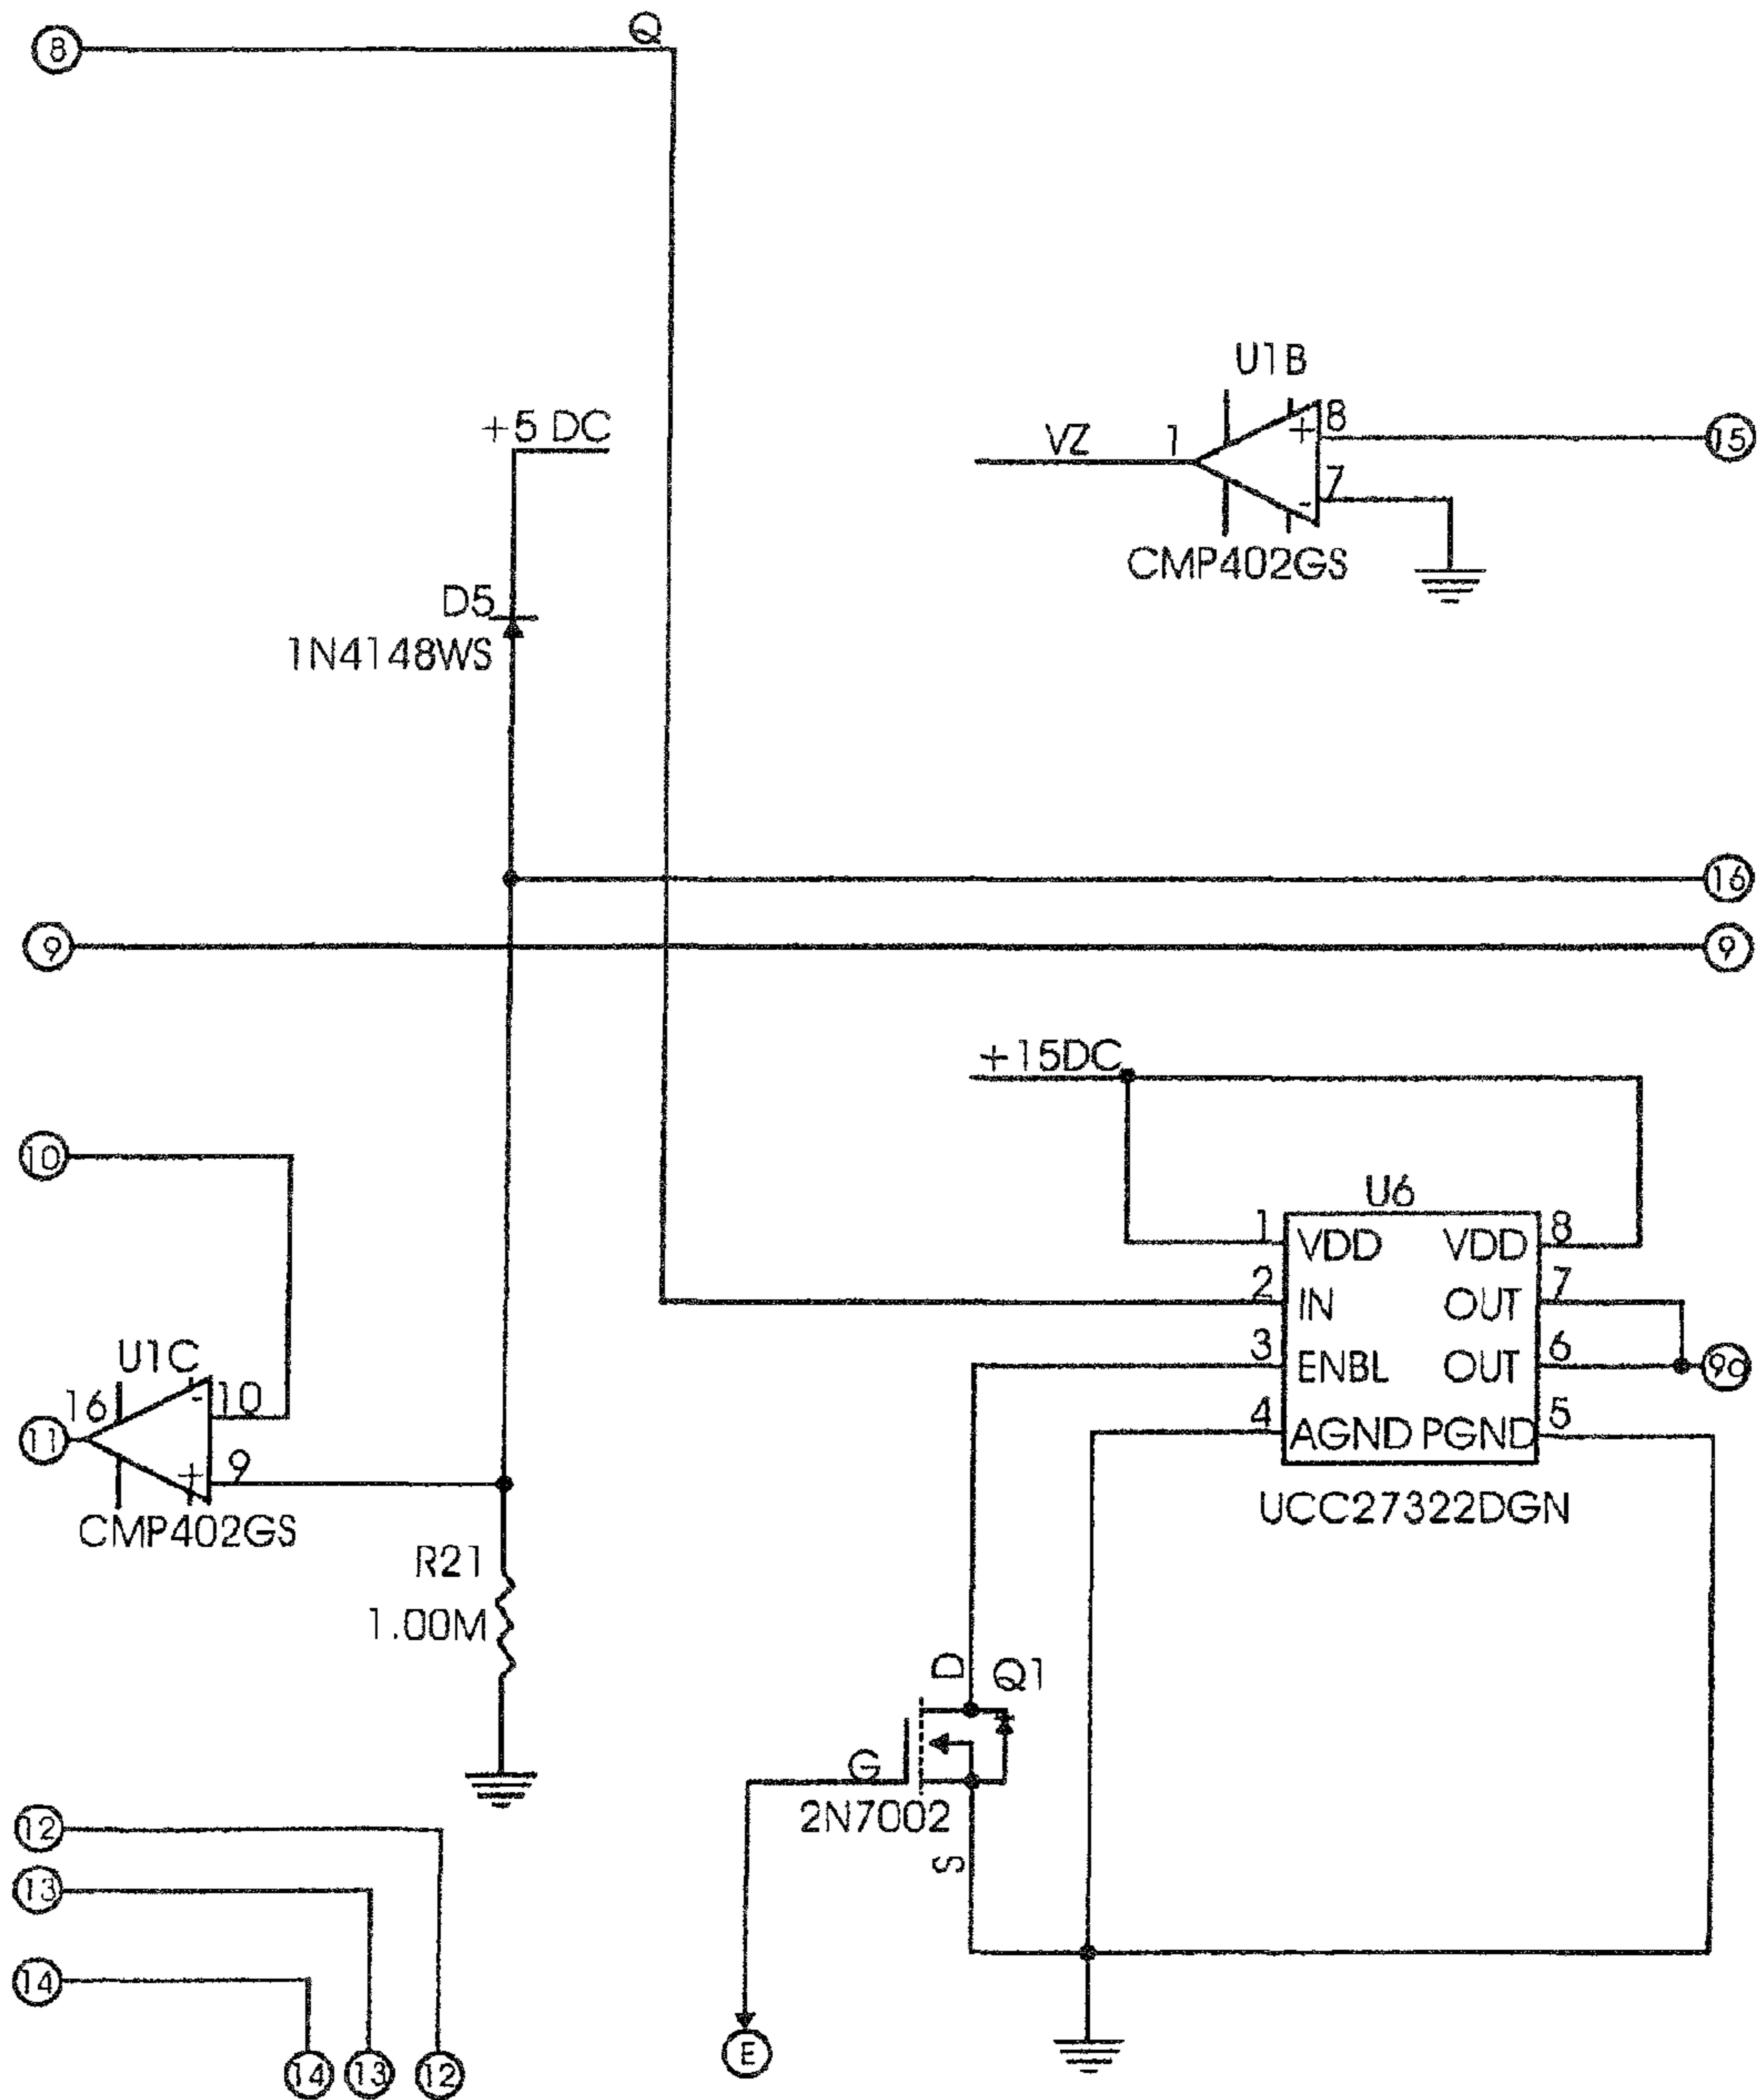 8
Q
U1B
+5 DC
VZ
1
+
8
15
7
-
CMP402GS
D5
1N4148WS
16
9
9
+15DC
10
U6
1
VDD
VDD
8
2
IN
OUT
7
3
ENBL
OUT
6
4
AGND
PGND
5
UCC27322DGN
U1C
16
-
10
11
+
9
CMP402GS
R21
1.00M
D
Q1
G
2N7002
S
12
13
14
14
13
12
E